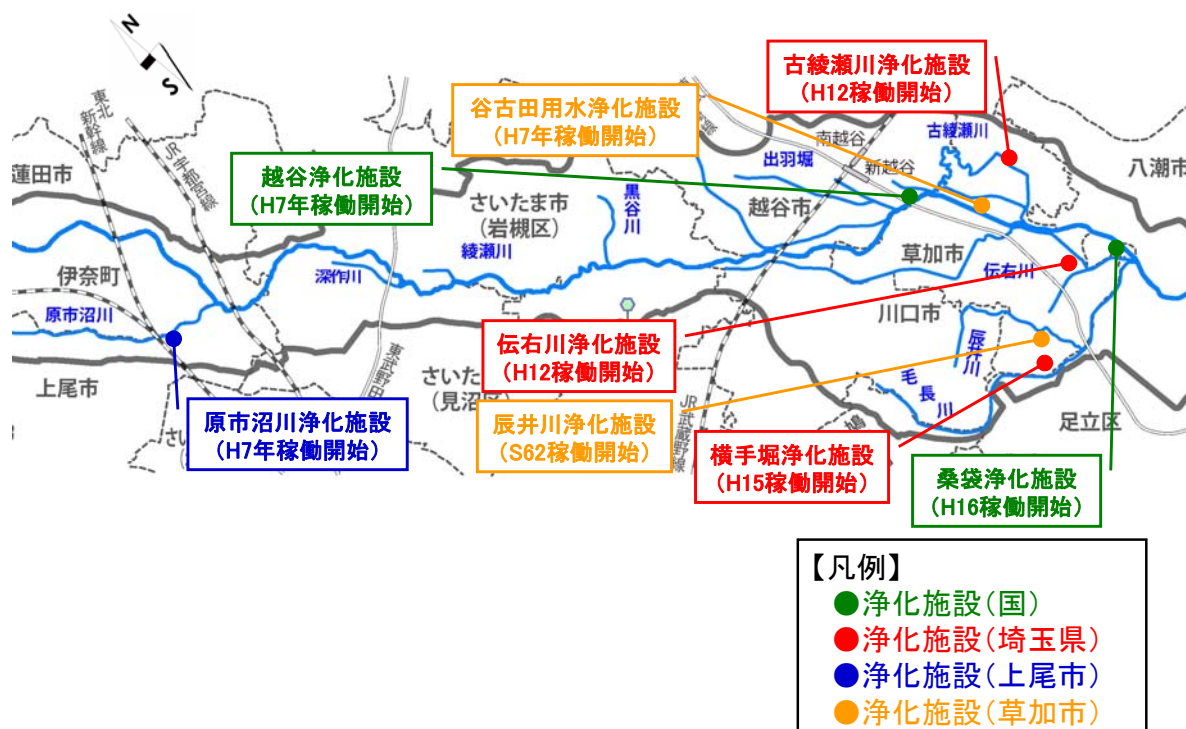 N
S
古綾瀬川浄化施設
(H12稼働開始)
谷古田用水浄化施設
(H7年稼働開始)
越谷浄化施設
(H7年稼働開始)
東北
新幹線
JR宇都宮線
蓮田市
さいたま市
(岩槻区)
黒谷川
出羽堀
南越谷
新越谷
古綾瀬川
八潮市
越谷市
伊奈町
深作川
綾瀬川
草加市
伝右川
原市沼川
川口市
上尾市
東武野田
さいた
(見沼区)
伝右川浄化施設
(H12稼働開始)
辰井川
毛長川
JR武蔵野線
鳩
足立区
さい
原市沼川浄化施設
(H7年稼働開始)
辰井川浄化施設
(S62稼働開始)
横手堀浄化施設
(H15稼働開始)
桑袋浄化施設
(H16稼働開始)
【凡例】
●浄化施設(国)
●浄化施設(埼玉県)
●浄化施設(上尾市)
●浄化施設(草加市)